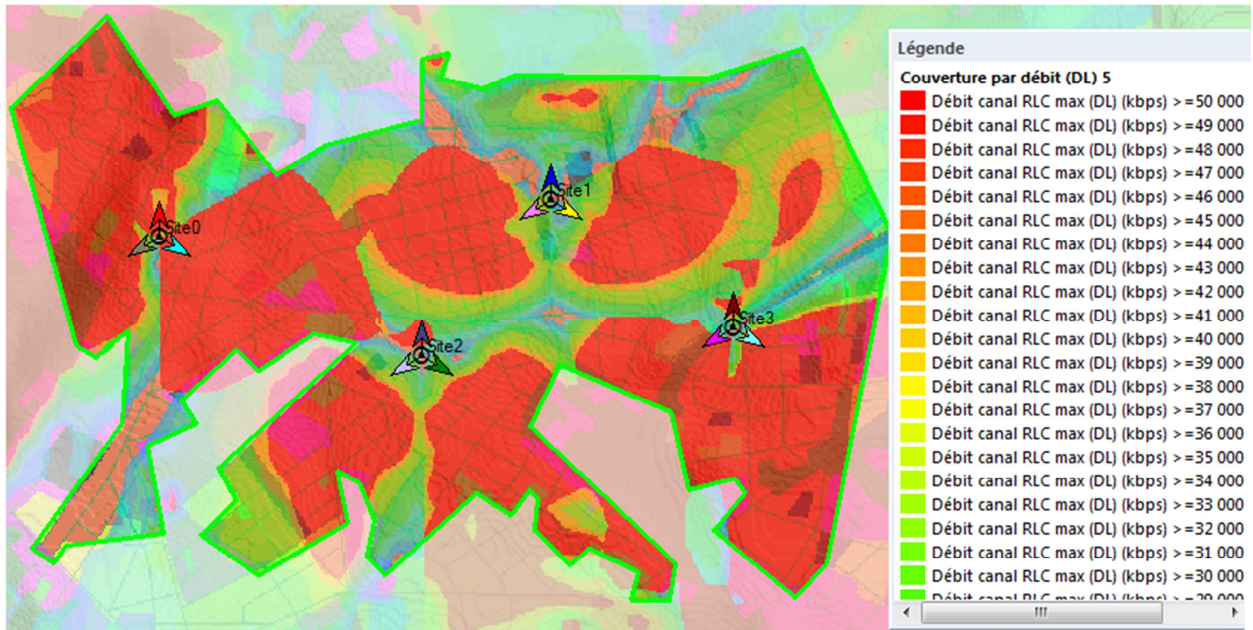 Site0
Site1
Site2
Site3
Légende
Couverture par débit (DL) 5
Débit canal RLC max (DL) (kbps) >=50 000
Débit canal RLC max (DL) (kbps) >=49 000
Débit canal RLC max (DL) (kbps) >=48 000
Débit canal RLC max (DL) (kbps) >=47 000
Débit canal RLC max (DL) (kbps) >=46 000
Débit canal RLC max (DL) (kbps) >=45 000
Débit canal RLC max (DL) (kbps) >=44 000
Débit canal RLC max (DL) (kbps) >=43 000
Débit canal RLC max (DL) (kbps) >=42 000
Débit canal RLC max (DL) (kbps) >=41 000
Débit canal RLC max (DL) (kbps) >=40 000
Débit canal RLC max (DL) (kbps) >=39 000
Débit canal RLC max (DL) (kbps) >=38 000
Débit canal RLC max (DL) (kbps) >=37 000
Débit canal RLC max (DL) (kbps) >=36 000
Débit canal RLC max (DL) (kbps) >=35 000
Débit canal RLC max (DL) (kbps) >=34 000
Débit canal RLC max (DL) (kbps) >=33 000
Débit canal RLC max (DL) (kbps) >=32 000
Débit canal RLC max (DL) (kbps) >=31 000
Débit canal RLC max (DL) (kbps) >=30 000
Débit canal RLC max (DL) (kbps) >=29 000